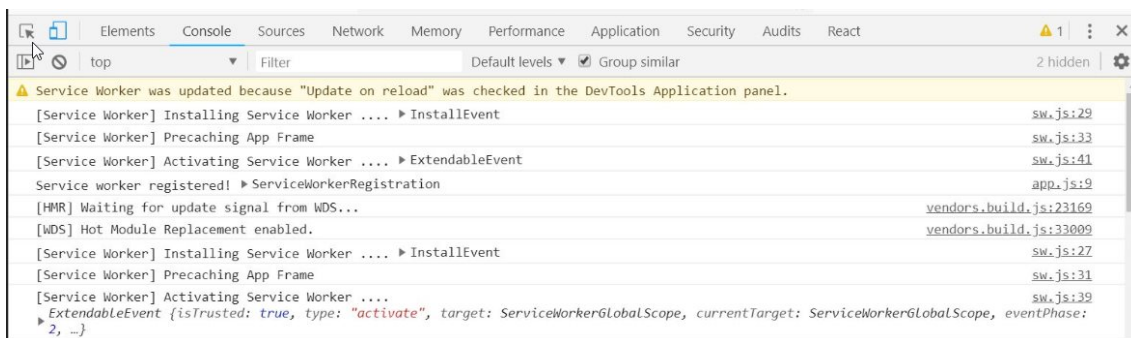 Elements Console Sources Network Memory Performance Application Security Audits React 1
top Filter Default levels Group similar 2 hidden
Service Worker was updated because "Update on reload" was checked in the DevTools Application panel.
[Service Worker] Installing Service Worker .... InstallEvent sw.js:29
[Service Worker] Precaching App Frame sw.js:33
[Service Worker] Activating Service Worker .... ExtendableEvent sw.js:41
Service worker registered! ServiceWorkerRegistration app.js:9
[HMR] Waiting for update signal from WDS... vendors.build.js:23169
[WDS] Hot Module Replacement enabled. vendors.build.js:33009
[Service Worker] Installing Service Worker .... InstallEvent sw.js:27
[Service Worker] Precaching App Frame sw.js:31
[Service Worker] Activating Service Worker .... sw.js:39
ExtendableEvent {isTrusted: true, type: "activate", target: ServiceWorkerGlobalScope, currentTarget: ServiceWorkerGlobalScope, eventPhase:
2, …}